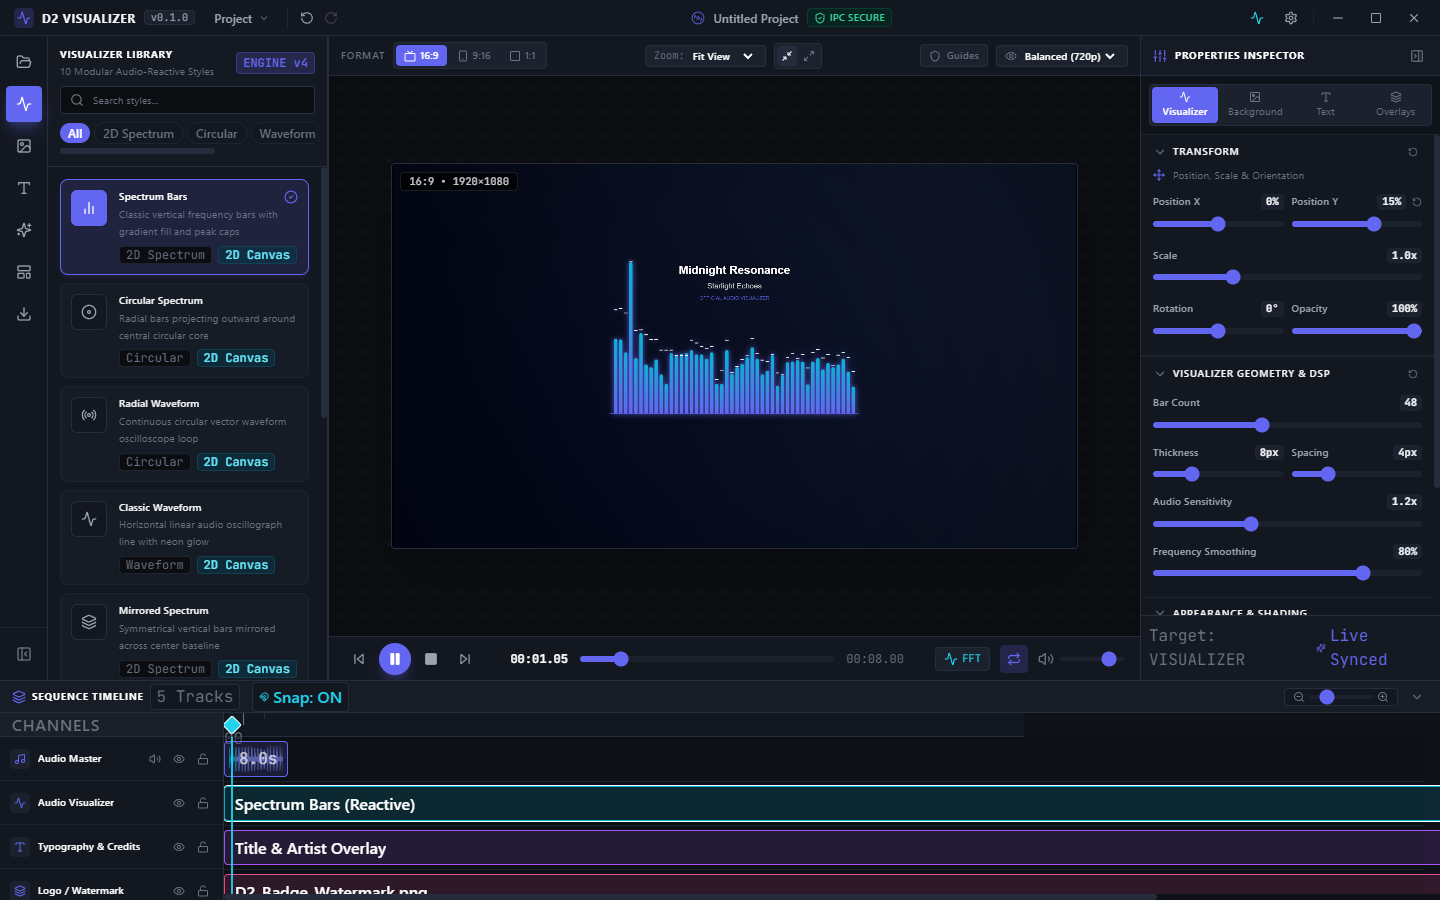 D2 VISUALIZER
v0.1.0
Project
Untitled Project
IPC SECURE
VISUALIZER LIBRARY
10 Modular Audio-Reactive Styles
ENGINE v4
Search styles...
All
2D Spectrum
Circular
Waveform
Spectrum Bars
Classic vertical frequency bars with
gradient fill and peak caps
2D Spectrum
2D Canvas
Circular Spectrum
Radial bars projecting outward around
central circular core
Circular
2D Canvas
Radial Waveform
Continuous circular vector waveform
oscilloscope loop
Circular
2D Canvas
Classic Waveform
Horizontal linear audio oscillograph
line with neon glow
Waveform
2D Canvas
Mirrored Spectrum
Symmetrical vertical bars mirrored
across center baseline
2D Spectrum
2D Canvas
FORMAT
16:9
9:16
1:1
Zoom: Fit View
Guides
Balanced (720p)
16:9 • 1920×1080
Midnight Resonance
Starlight Echoes
OFFICIAL AUDIO VISUALIZER
00:01.05
00:08.00
FFT
PROPERTIES INSPECTOR
Visualizer
Background
Text
Overlays
TRANSFORM
Position, Scale & Orientation
Position X 0%
Position Y 15%
Scale 1.0x
Rotation 0°
Opacity 100%
VISUALIZER GEOMETRY & DSP
Bar Count 48
Thickness 8px
Spacing 4px
Audio Sensitivity 1.2x
Frequency Smoothing 80%
APPEARANCE & SHADING
Target:
VISUALIZER
Live
Synced
SEQUENCE TIMELINE
5 Tracks
Snap: ON
CHANNELS
Audio Master
8.0s
Audio Visualizer
Spectrum Bars (Reactive)
Typography & Credits
Title & Artist Overlay
Logo / Watermark
D2_Badge_Watermark.png